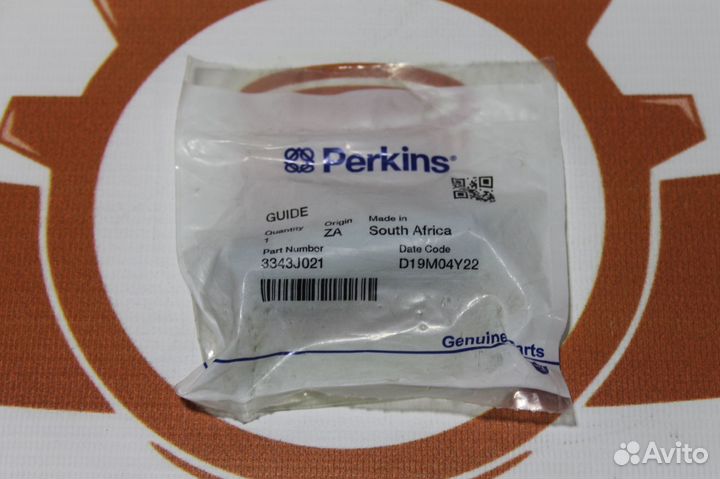 Perkins®
GUIDE
Quantity Origin Made in
1 ZA South Africa
Part Number Date Code
3343J021 D19M04Y22
Genuine Parts
Avito